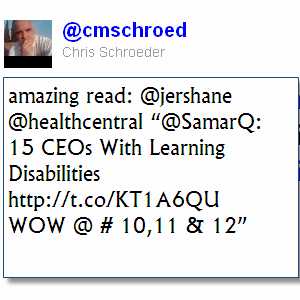 @cmschroed
Chris Schroeder
amazing read: @jershane
@healthcentral “@SamarQ:
15 CEOs With Learning
Disabilities
http://t.co/KT1A6QU
WOW @ # 10,11 & 12”